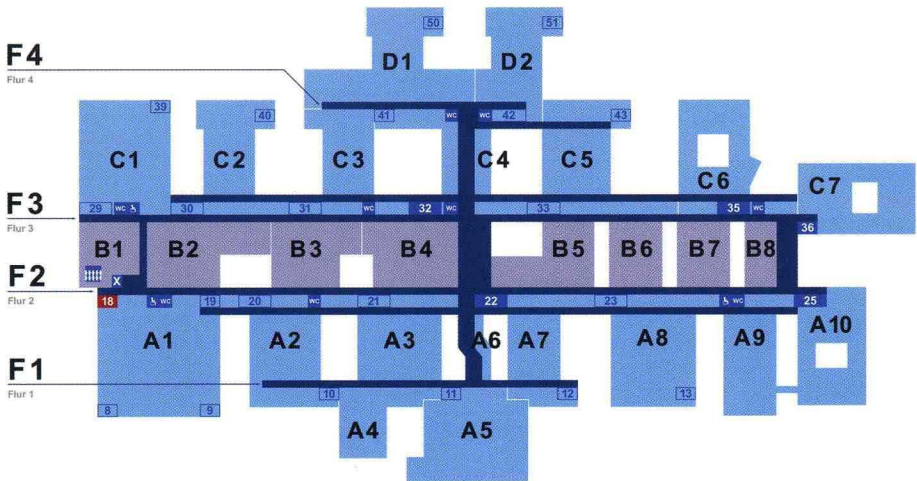 50 51
F4 D1 D2
Flur 4
39 40 41 WC WC 42 43
C1 C2 C3 C4 C5 C6 C7
F3 29 WC 30 31 WC 32 WC 33 35 WC
Flur 3 36
B1 B2 B3 B4 B5 B6 B7 B8
X
F2
Flur 2
18 WC 19 20 WC 21 22 23 WC 25
A1 A2 A3 A6 A7 A8 A9 A10
F1
Flur 1
10 11 12 13
8 9
A4 A5